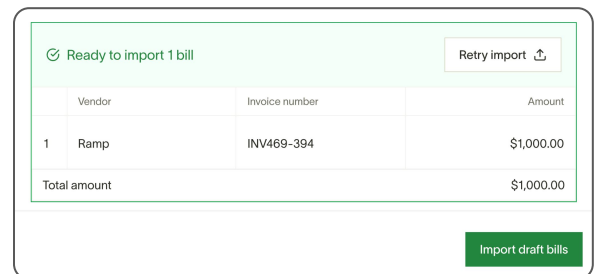 Ready to import 1 bill
Retry import
Vendor Invoice number Amount
1 Ramp INV469-394 $1,000.00
Total amount $1,000.00
Import draft bills